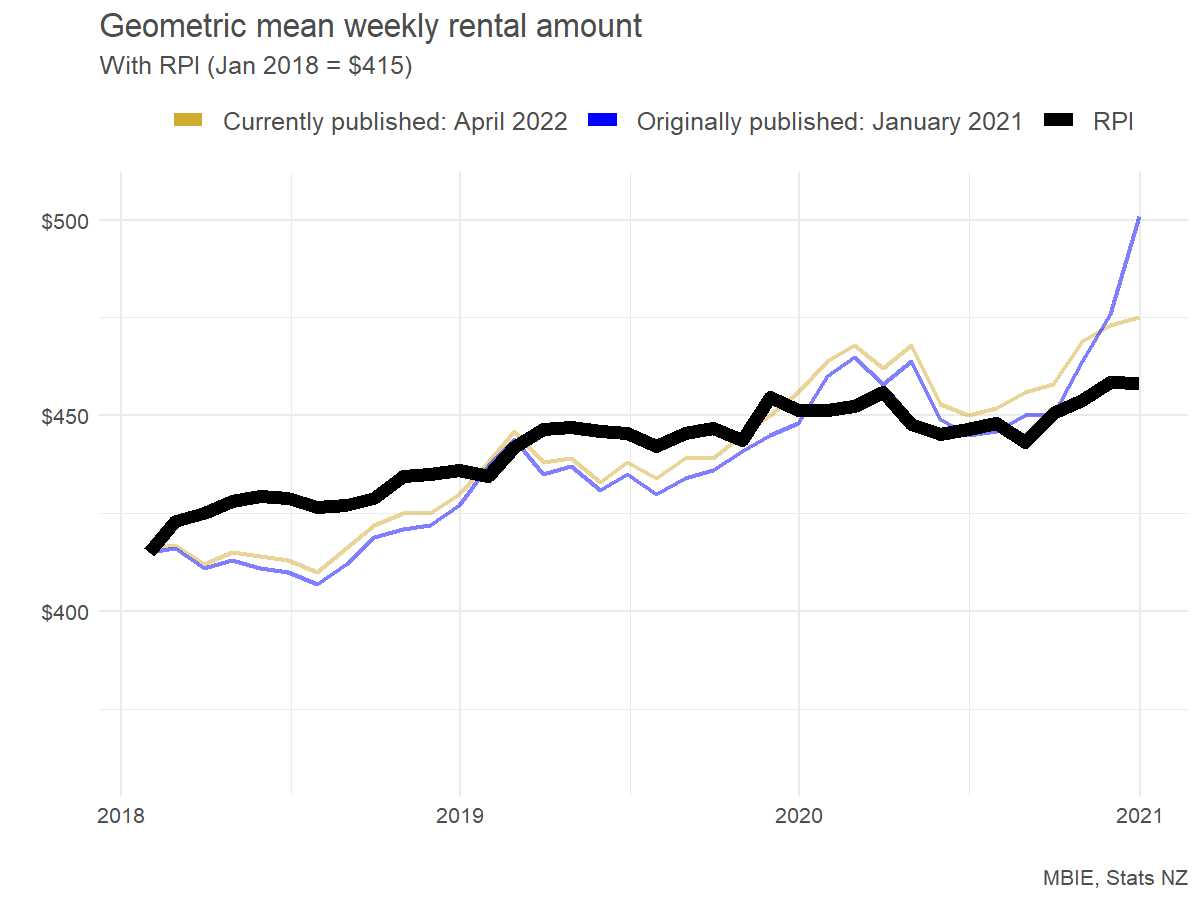 Geometric mean weekly rental amount
With RPI (Jan 2018 = $415)
Currently published: April 2022 Originally published: January 2021 RPI
$500
$450
$400
2018 2019 2020 2021
MBIE, Stats NZ